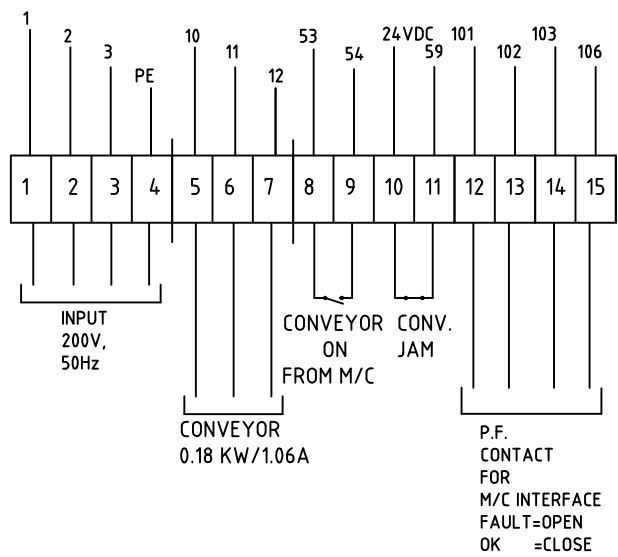 1 2 3 PE 10 11 12 53 54 24VDC 59 101 102 103 106
1 2 3 4 5 6 7 8 9 10 11 12 13 14 15
INPUT
200V,
50Hz
CONVEYOR
ON
FROM M/C
CONV.
JAM
CONVEYOR
0.18 KW/1.06A
P.F.
CONTACT
FOR
M/C INTERFACE
FAULT=OPEN
OK =CLOSE